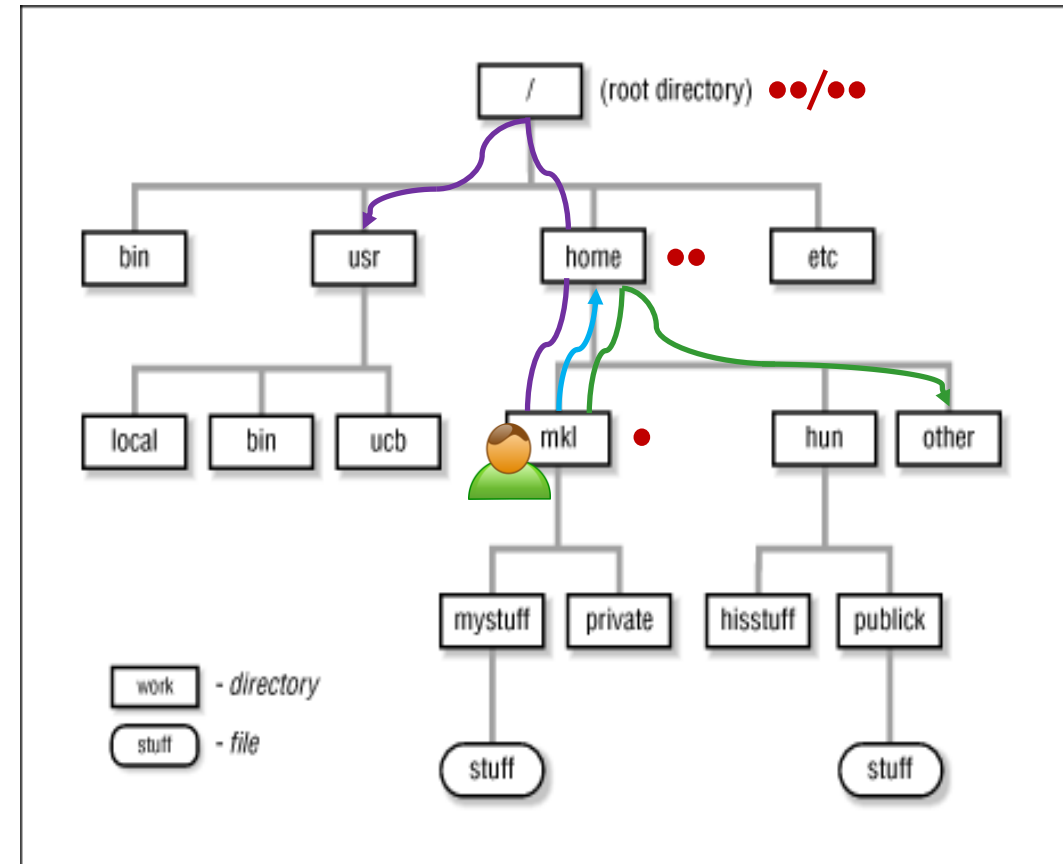 / (root directory) ••/••
bin usr home •• etc
local bin ucb mkl • hun other
mystuff private hisstuff publick
work - directory
stuff - file
stuff stuff